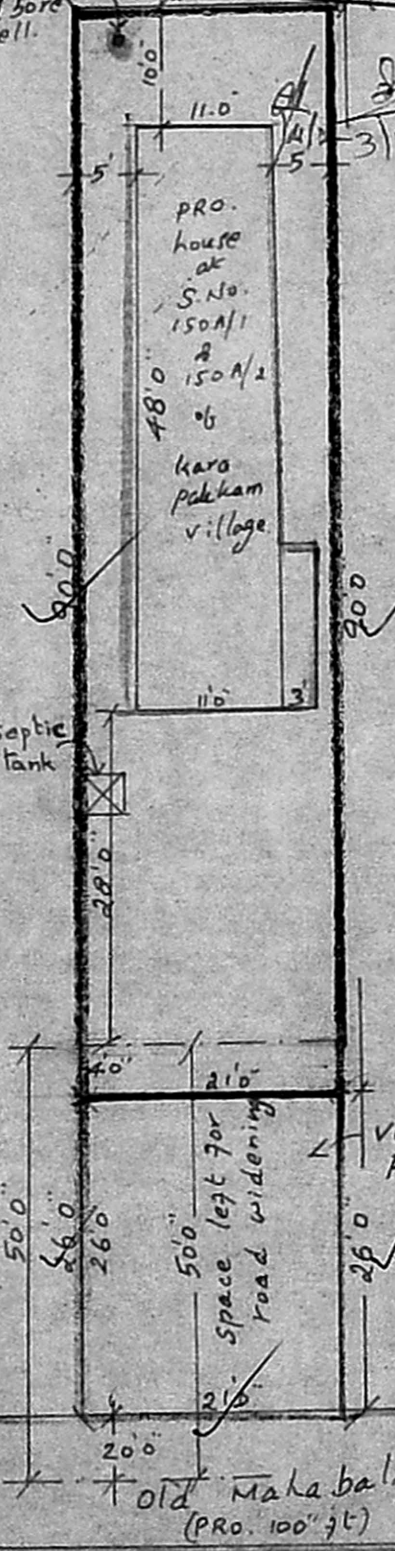 bore
ell.
10'0
11.0'
5'
5
3
PRO.
house
at
S.No.
150A/1
&
150A/2
of
Kara
pakkam
village
48'0"
90'0"
90'0
11'0'
3'
septic
tank
28'0"
4'0"
21'0"
50'0"
26'0"
26'0
50'0"
space left for
road widening
26'0"
21'0"
20'0"
Old Mahabal
(PRO. 100" ft)